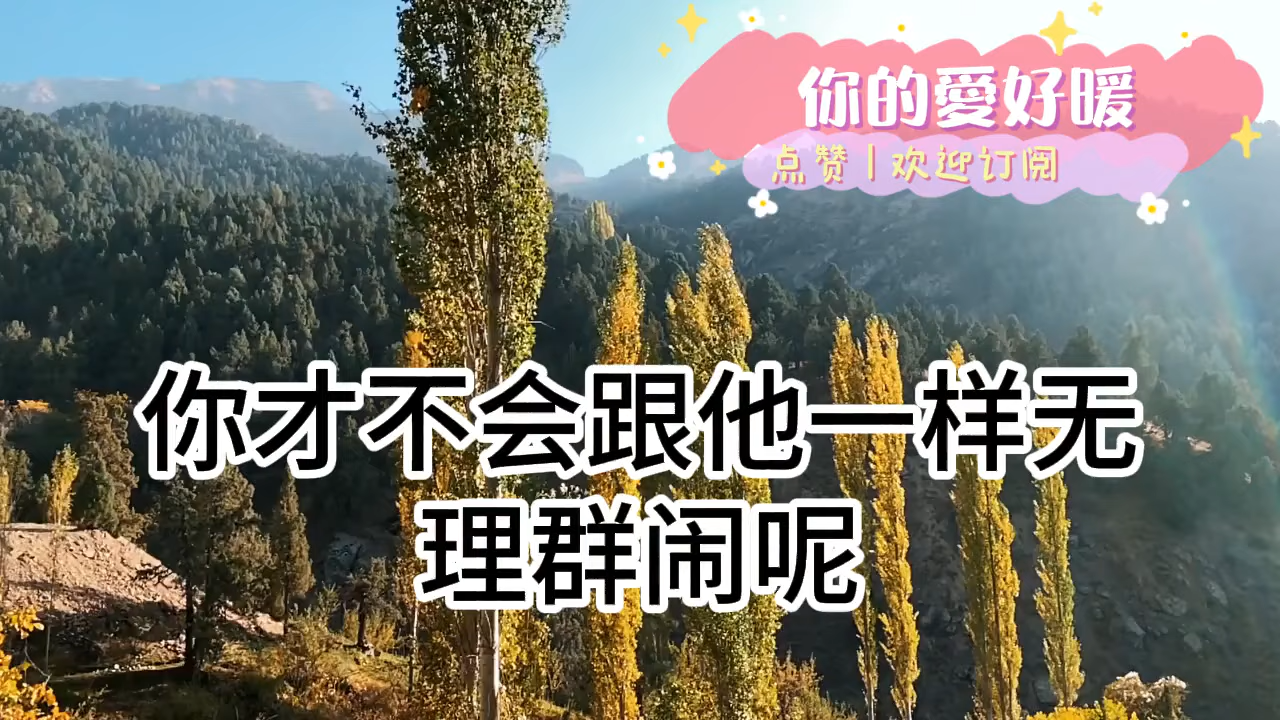 你的愛好暖
点赞 | 欢迎订阅
你才不会跟他一样无
理群闹呢